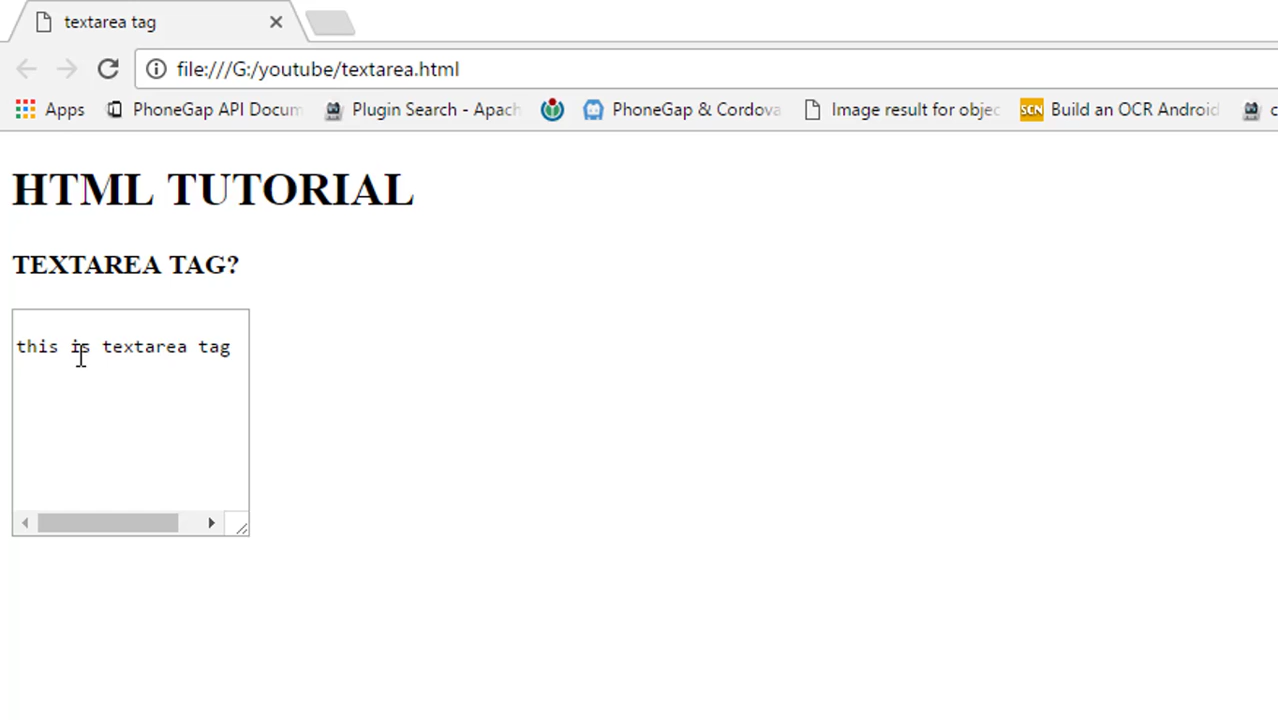 textarea tag
file:///G:/youtube/textarea.html
Apps PhoneGap API Docum Plugin Search - Apach PhoneGap & Cordova Image result for objec SCN Build an OCR Android c
HTML TUTORIAL
TEXTAREA TAG?
this is textarea tag